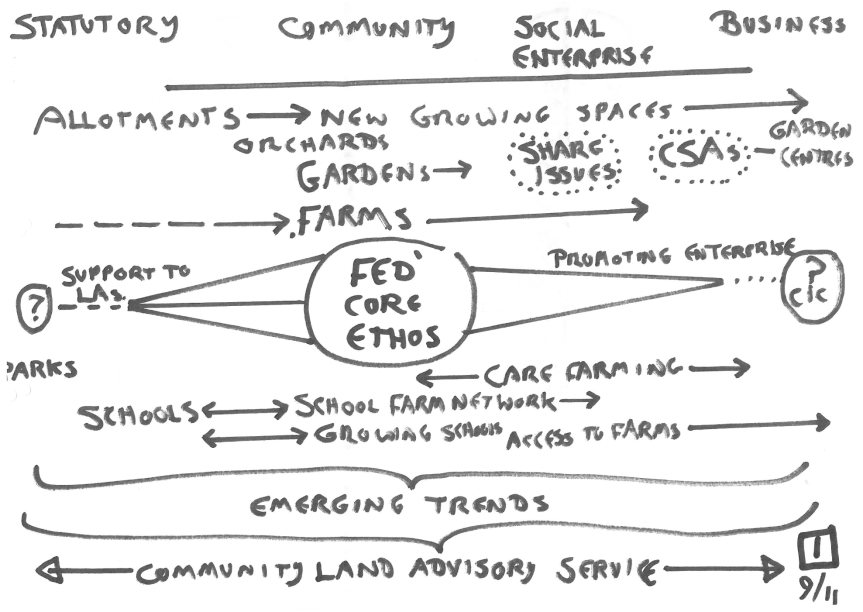 STATUTORY COMMUNITY SOCIAL ENTERPRISE BUSINESS
ALLOTMENTS → NEW GROWING SPACES →
ORCHARDS
GARDENS →
SHARE ISSUES
CSAs
GARDEN CENTRES
FARMS →
SUPPORT TO LAs.
?
FED'
CORE
ETHOS
PROMOTING ENTERPRISE
?
CIC
PARKS
← CARE FARMING →
SCHOOLS ↔ SCHOOL FARM NETWORK →
↔ GROWING SCHOOLS ACCESS TO FARMS →
EMERGING TRENDS
← COMMUNITY LAND ADVISORY SERVICE →
1
9/11